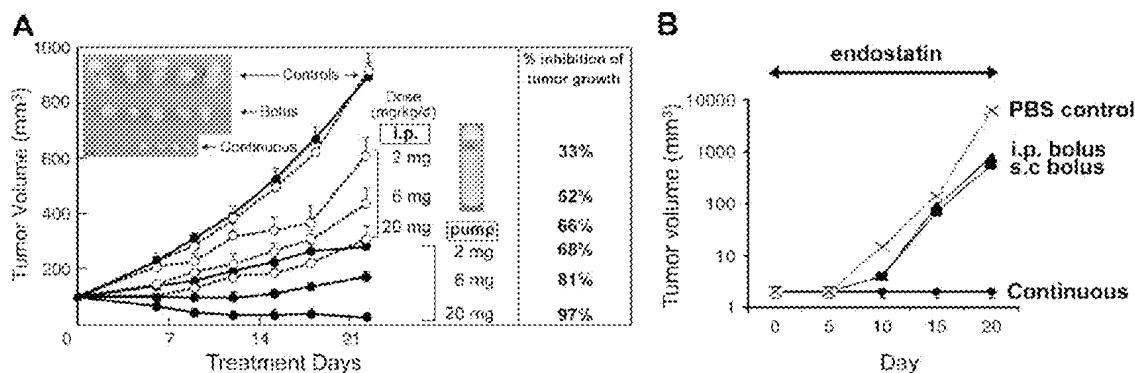 A
1000
800
600
400
200
Tumor Volume (mm³)
0
7
14
21
Treatment Days
Controls
Bolus
Continuous
Dose
(mg/kg/d)
i.p.
2 mg
6 mg
20 mg
pump
2 mg
6 mg
20 mg
% inhibition of
tumor growth
33%
52%
66%
68%
81%
97%
B
endostatin
10000
1000
100
10
1
Tumor volume (mm³)
0
5
10
15
20
Day
PBS control
i.p. bolus
s.c bolus
Continuous